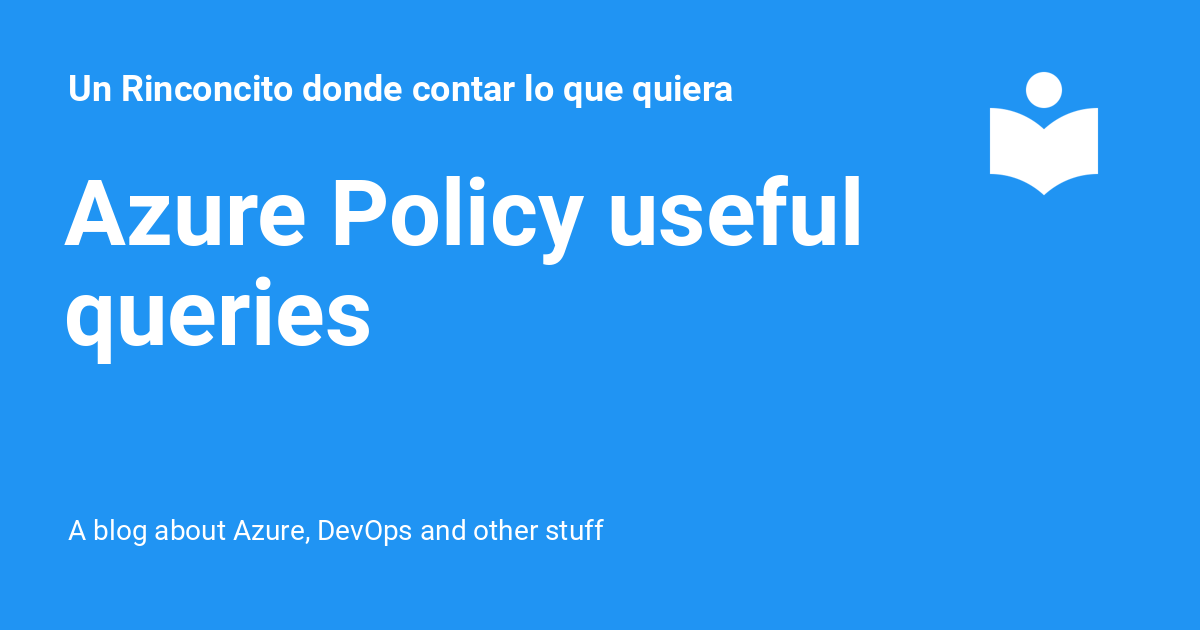 Un Rinconcito donde contar lo que quiera
Azure Policy useful
queries
A blog about Azure, DevOps and other stuff